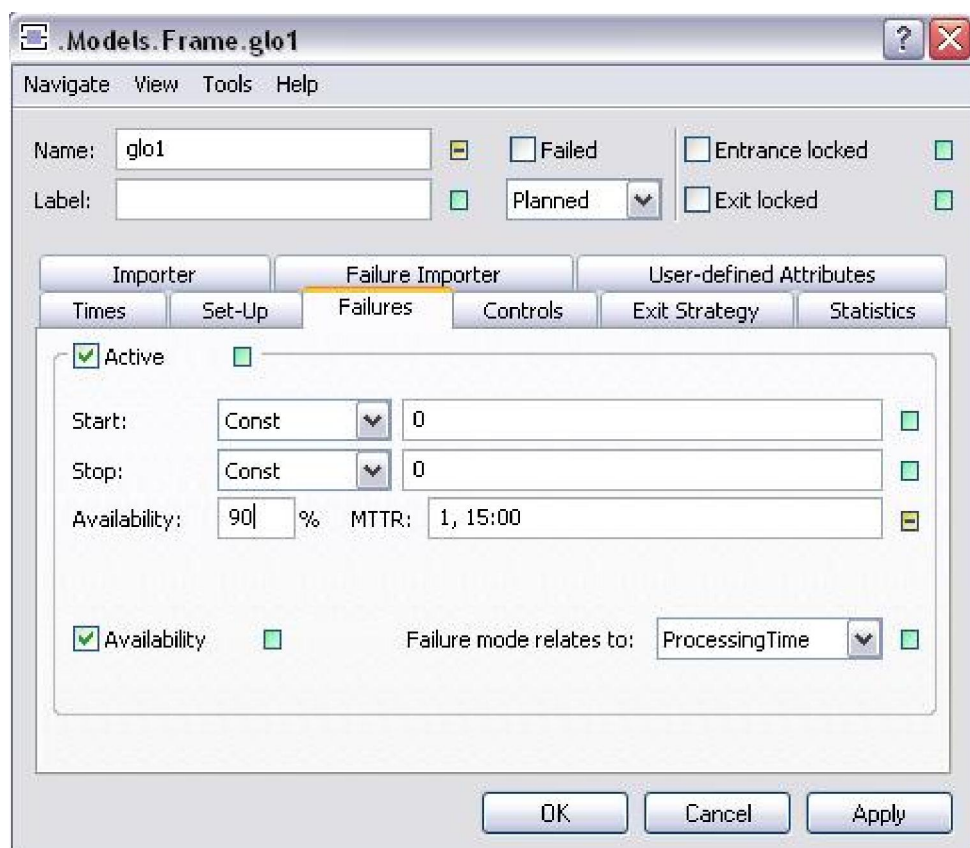 .Models.Frame.glo1
Navigate View Tools Help
Name: glo1 Failed Entrance locked
Label: Planned Exit locked
Importer Failure Importer User-defined Attributes
Times Set-Up Failures Controls Exit Strategy Statistics
Active
Start: Const 0
Stop: Const 0
Availability: 90 % MTTR: 1, 15:00
Availability Failure mode relates to: ProcessingTime
OK Cancel Apply